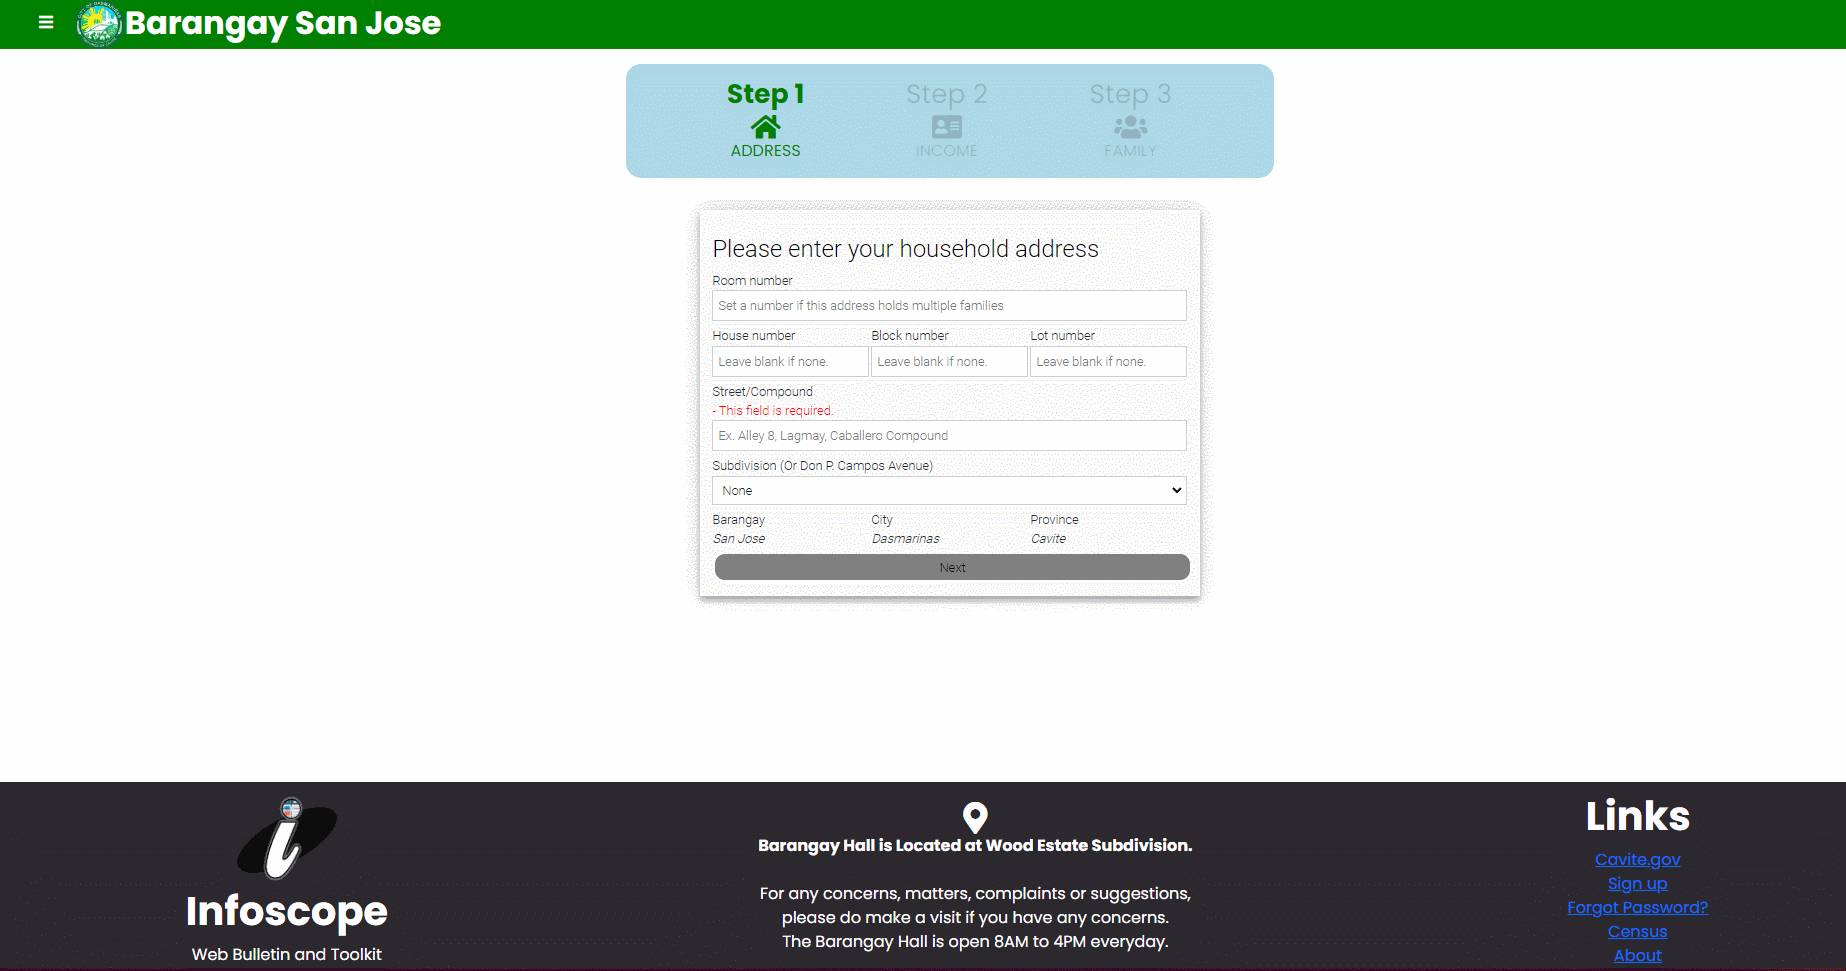 Barangay San Jose
Step 1 Step 2 Step 3
ADDRESS INCOME FAMILY
Please enter your household address
Room number
Set a number if this address holds multiple families
House number Block number Lot number
Leave blank if none. Leave blank if none. Leave blank if none.
Street/Compound
- This field is required.
Ex. Alley 8, Lagmay, Caballero Compound
Subdivision (Or Don P. Campos Avenue)
None
Barangay City Province
San Jose Dasmarinas Cavite
Next
Infoscope
Web Bulletin and Toolkit
Barangay Hall is Located at Wood Estate Subdivision.
For any concerns, matters, complaints or suggestions,
please do make a visit if you have any concerns.
The Barangay Hall is open 8AM to 4PM everyday.
Links
Cavite.gov
Sign up
Forgot Password?
Census
About